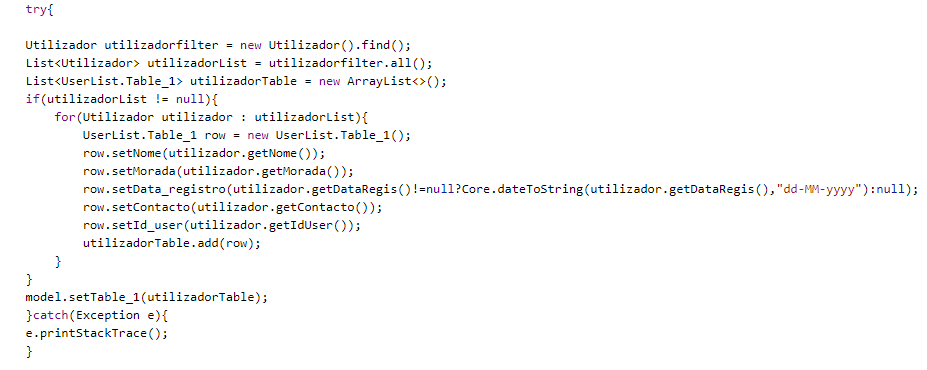 try{
Utilizador utilizadorfilter = new Utilizador().find();
List<Utilizador> utilizadorList = utilizadorfilter.all();
List<UserList.Table_1> utilizadorTable = new ArrayList<>();
if(utilizadorList != null){
    for(Utilizador utilizador : utilizadorList){
        UserList.Table_1 row = new UserList.Table_1();
        row.setNome(utilizador.getNome());
        row.setMorada(utilizador.getMorada());
        row.setData_registro(utilizador.getDataRegis()!=null?Core.dateToString(utilizador.getDataRegis(),"dd-MM-yyyy"):null);
        row.setContacto(utilizador.getContacto());
        row.setId_user(utilizador.getIdUser());
        utilizadorTable.add(row);
    }
}
model.setTable_1(utilizadorTable);
}catch(Exception e){
e.printStackTrace();
}